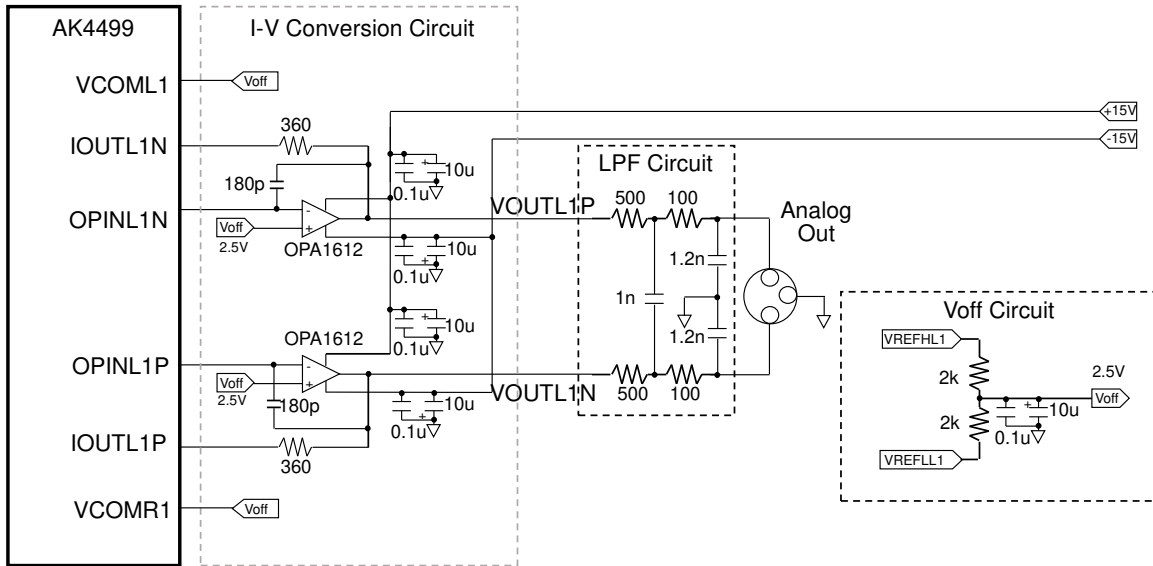 AK4499
I-V Conversion Circuit
VCOML1
Voff
+15V
360
IOUTL1N
-15V
10u
LPF Circuit
180p
0.1u
500
100
VOUTL1P
Analog
Out
OPINL1N
Voff
2.5V
OPA1612
10u
0.1u
1.2n
1n
Voff Circuit
OPA1612
10u
0.1u
1.2n
VREFHL1
OPINL1P
2k
2.5V
Voff
2.5V
180p
VOUTL1N
500
100
10u
0.1u
10u
Voff
2k
0.1u
IOUTL1P
360
VREFLL1
VCOMR1
Voff